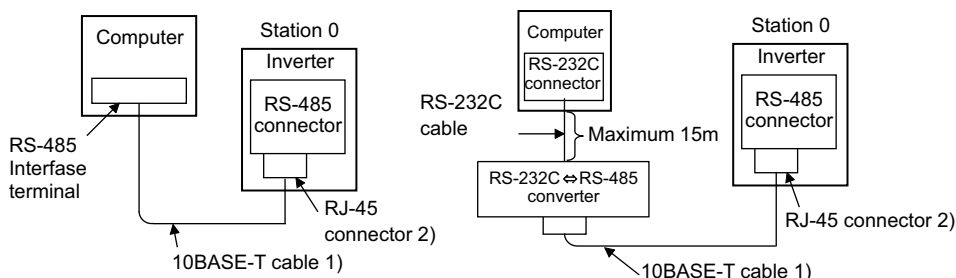 Computer
RS-485
Interfase
terminal
Station 0
Inverter
RS-485
connector
RJ-45
connector 2)
10BASE-T cable 1)
Computer
RS-232C
connector
RS-232C
cable
Maximum 15m
RS-232C⇔RS-485
converter
Station 0
Inverter
RS-485
connector
RJ-45 connector 2)
10BASE-T cable 1)